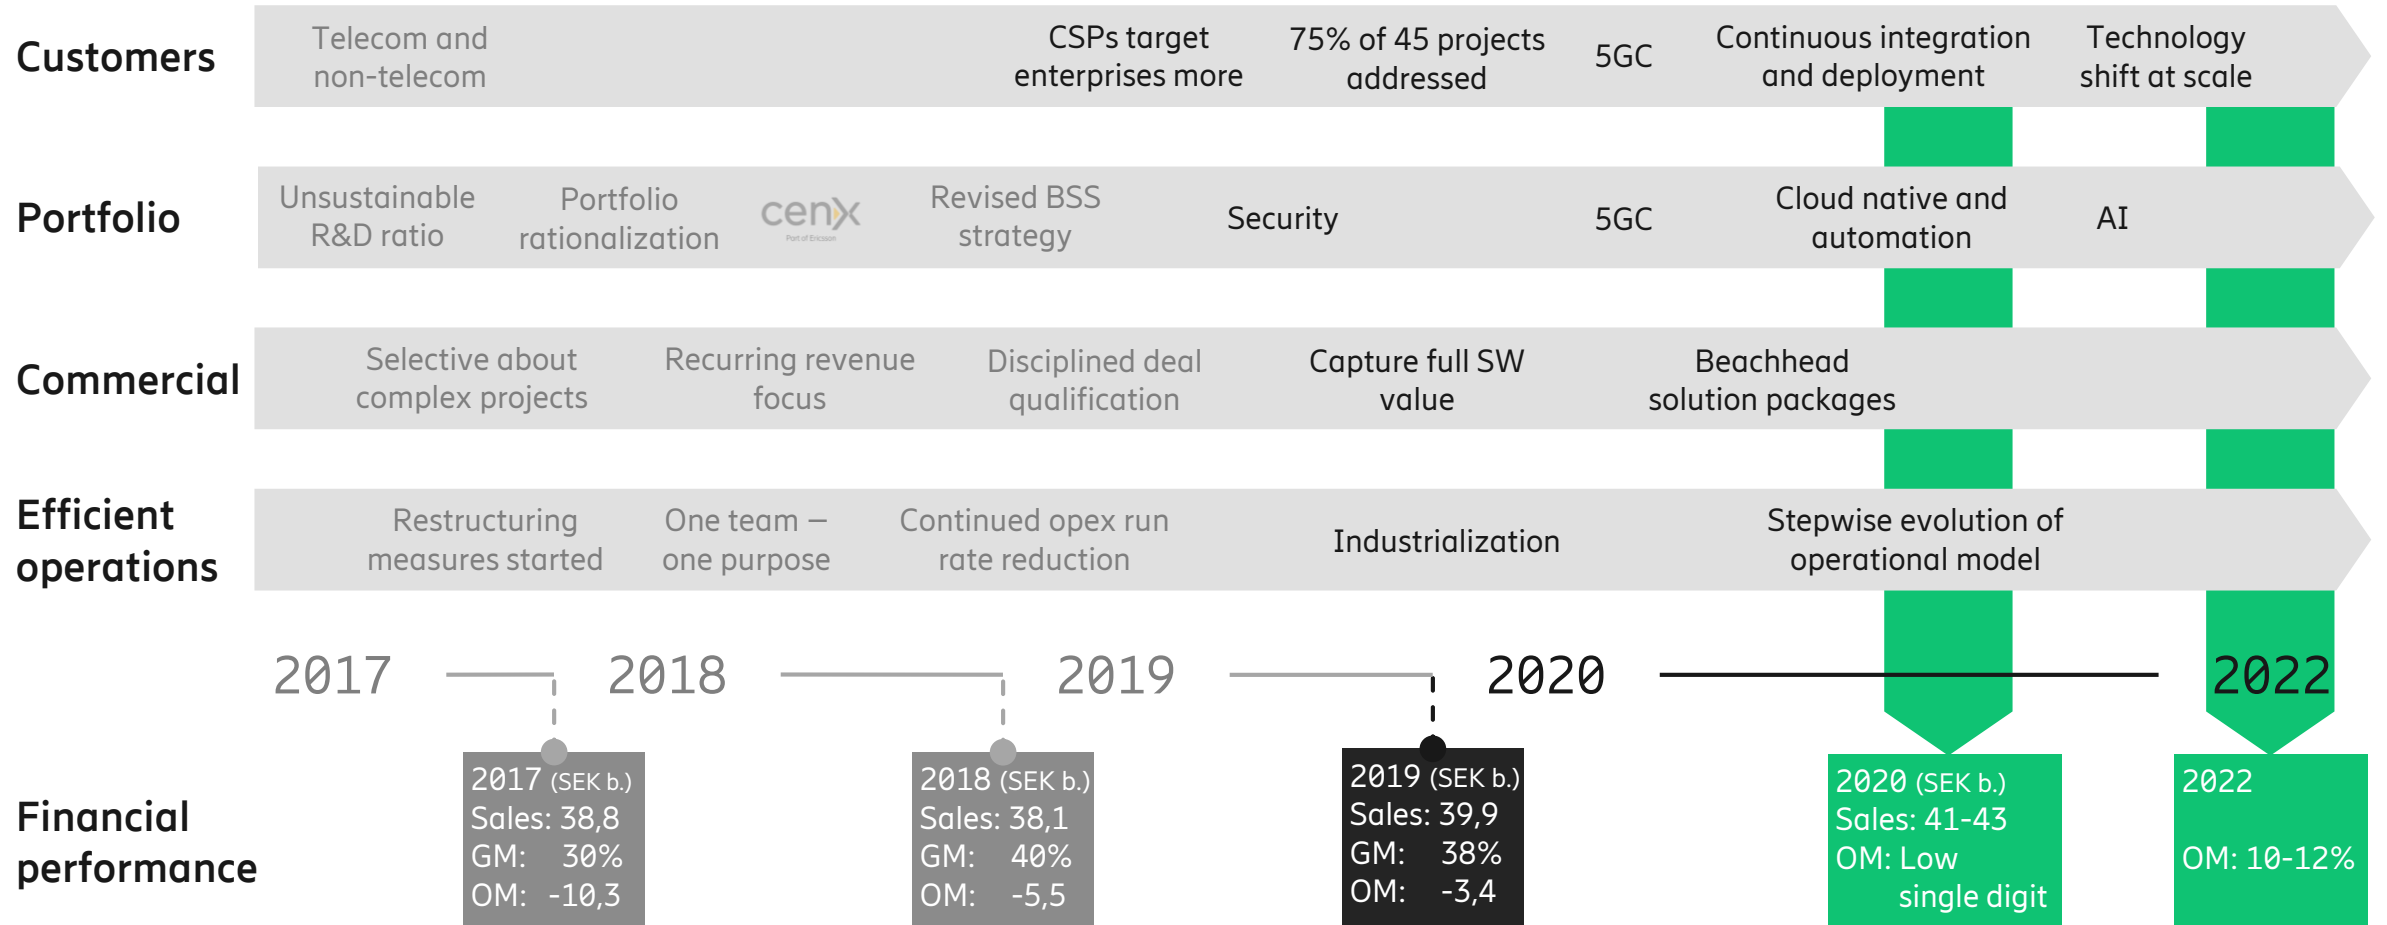 Customers
Telecom and
non-telecom
CSPs target
enterprises more
75% of 45 projects
addressed
5GC
Continuous integration
and deployment
Technology
shift at scale
Portfolio
Unsustainable
R&D ratio
Portfolio
rationalization
cenx
Part of Ericsson
Revised BSS
strategy
Security
5GC
Cloud native and
automation
AI
Commercial
Selective about
complex projects
Recurring revenue
focus
Disciplined deal
qualification
Capture full SW
value
Beachhead
solution packages
Efficient
operations
Restructuring
measures started
One team –
one purpose
Continued opex run
rate reduction
Industrialization
Stepwise evolution of
operational model
2017
2018
2019
2020
2022
Financial
performance
2017 (SEK b.)
Sales: 38,8
GM: 30%
OM: -10,3
2018 (SEK b.)
Sales: 38,1
GM: 40%
OM: -5,5
2019 (SEK b.)
Sales: 39,9
GM: 38%
OM: -3,4
2020 (SEK b.)
Sales: 41-43
OM: Low
single digit
2022
OM: 10-12%